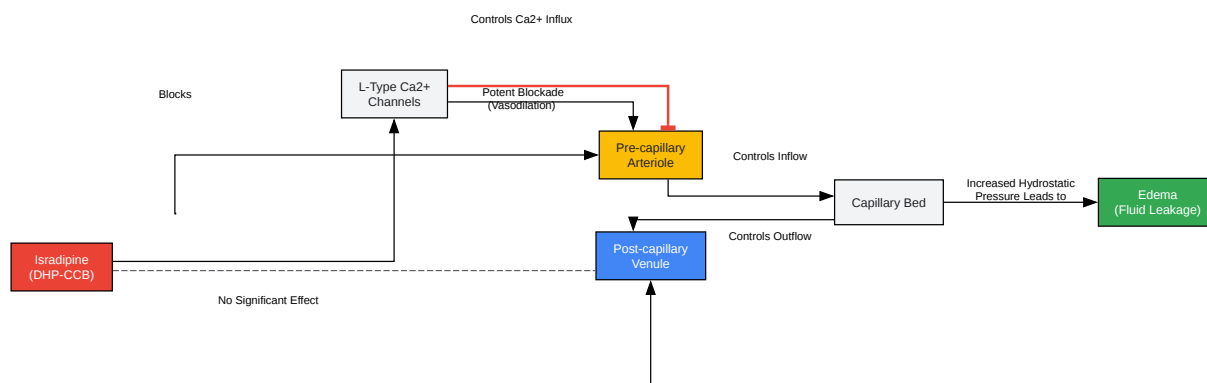 Controls Ca2+ Influx
L-Type Ca2+
Channels
Blocks
Potent Blockade
(Vasodilation)
Pre-capillary
Arteriole
Controls Inflow
Increased Hydrostatic
Pressure Leads to
Edema
(Fluid Leakage)
Capillary Bed
Controls Outflow
Post-capillary
Venule
Isradipine
(DHP-CCB)
No Significant Effect